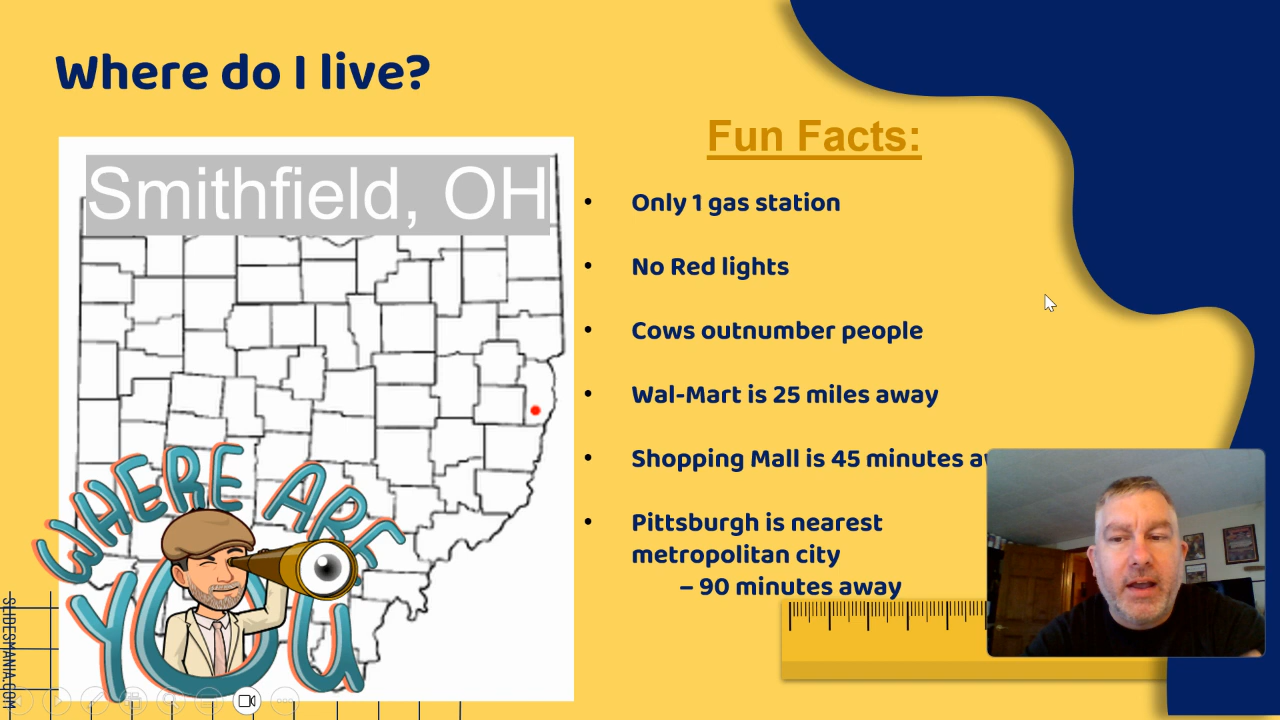 Where do I live?
Smithfield, OH
Fun Facts:
• Only 1 gas station
• No Red lights
• Cows outnumber people
• Wal-Mart is 25 miles away
• Shopping Mall is 45 minutes
• Pittsburgh is nearest
metropolitan city
– 90 minutes away
WHERE ARE
YOU
SLIDESMANIA.COM